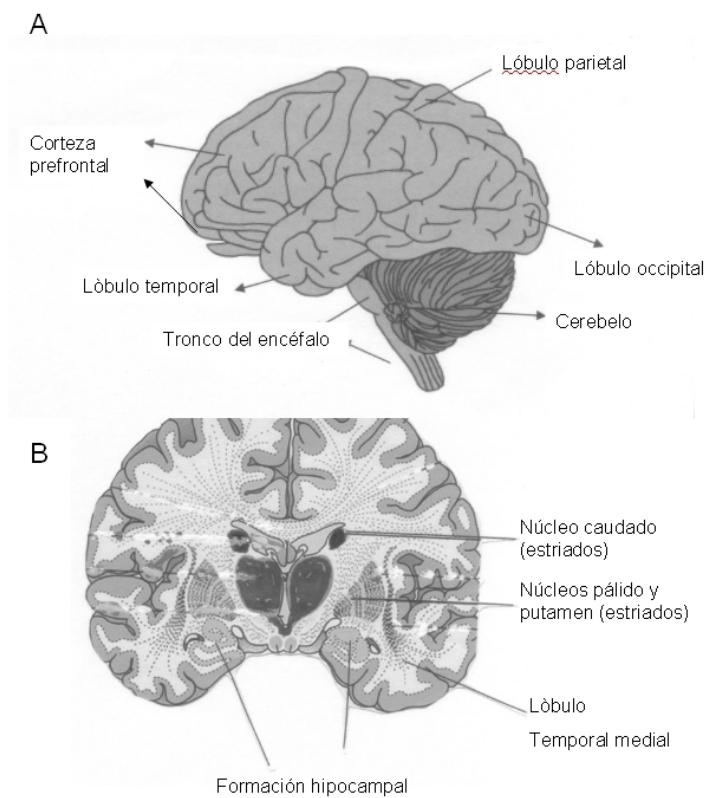 A
Lóbulo parietal
Corteza
prefrontal
Lóbulo occipital
Lòbulo temporal
Cerebelo
Tronco del encéfalo
B
Núcleo caudado
(estriados)
Núcleos pálido y
putamen (estriados)
Lòbulo
Temporal medial
Formación hipocampal